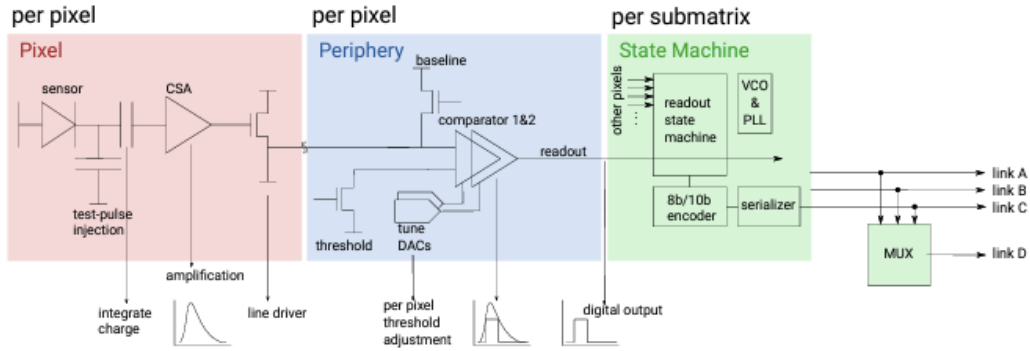 per pixel
per pixel
per submatrix
Pixel
Periphery
State Machine
sensor
CSA
test-pulse
injection
baseline
comparator 1&2
threshold
tune
DACs
readout
other pixels
readout
state
machine
VCO
&
PLL
8b/10b
encoder
serializer
link A
link B
link C
MUX
link D
amplification
integrate
charge
line driver
per pixel
threshold
adjustment
digital output